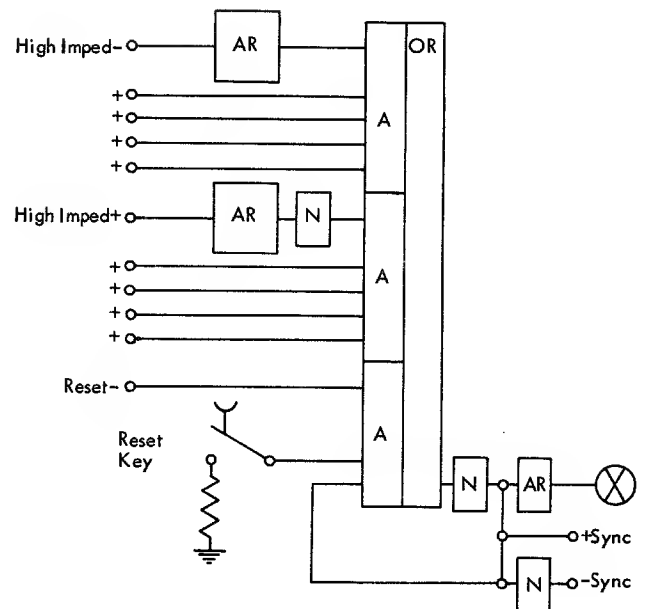 High Imped-
AR
OR
+
+
A
+
+
High Imped+
AR
N
+
+
A
+
+
Reset-
A
Reset
Key
N
AR
+Sync
N
-Sync